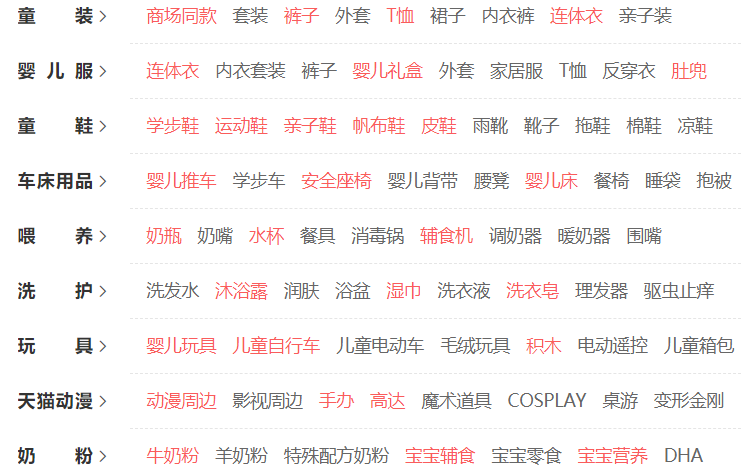 童装> 商场同款 套装 裤子 外套 T恤 裙子 内衣裤 连体衣 亲子装
婴儿服> 连体衣 内衣套装 裤子 婴儿礼盒 外套 家居服 T恤 反穿衣 肚兜
童鞋> 学步鞋 运动鞋 亲子鞋 帆布鞋 皮鞋 雨靴 靴子 拖鞋 棉鞋 凉鞋
车床用品> 婴儿推车 学步车 安全座椅 婴儿背带 腰凳 婴儿床 餐椅 睡袋 抱被
喂养> 奶瓶 奶嘴 水杯 餐具 消毒锅 辅食机 调奶器 暖奶器 围嘴
洗护> 洗发水 沐浴露 润肤 浴盆 湿巾 洗衣液 洗衣皂 理发器 驱虫止痒
玩具> 婴儿玩具 儿童自行车 儿童电动车 毛绒玩具 积木 电动遥控 儿童箱包
天猫动漫> 动漫周边 影视周边 手办 高达 魔术道具 COSPLAY 桌游 变形金刚
奶粉> 牛奶粉 羊奶粉 特殊配方奶粉 宝宝辅食 宝宝零食 宝宝营养 DHA